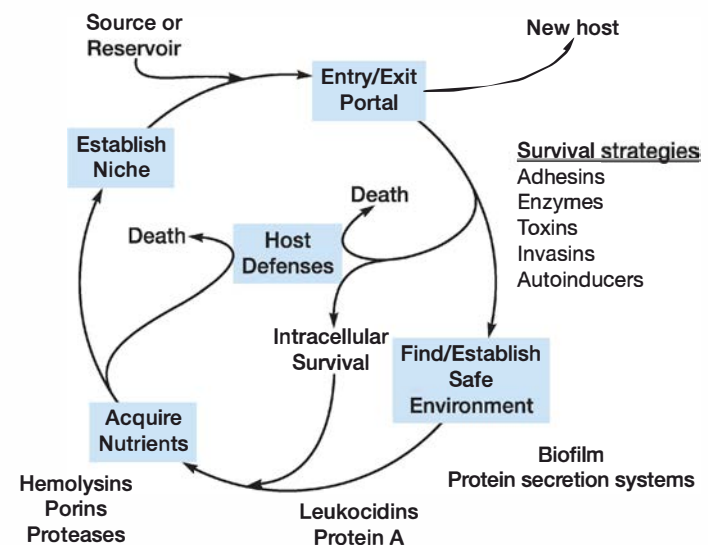 Source or
Reservoir
New host
Entry/Exit
Portal
Establish
Niche
Survival strategies
Adhesins
Enzymes
Toxins
Invasins
Autoinducers
Death
Death
Host
Defenses
Intracellular
Survival
Find/Establish
Safe
Environment
Acquire
Nutrients
Biofilm
Protein secretion systems
Hemolysins
Porins
Proteases
Leukocidins
Protein A